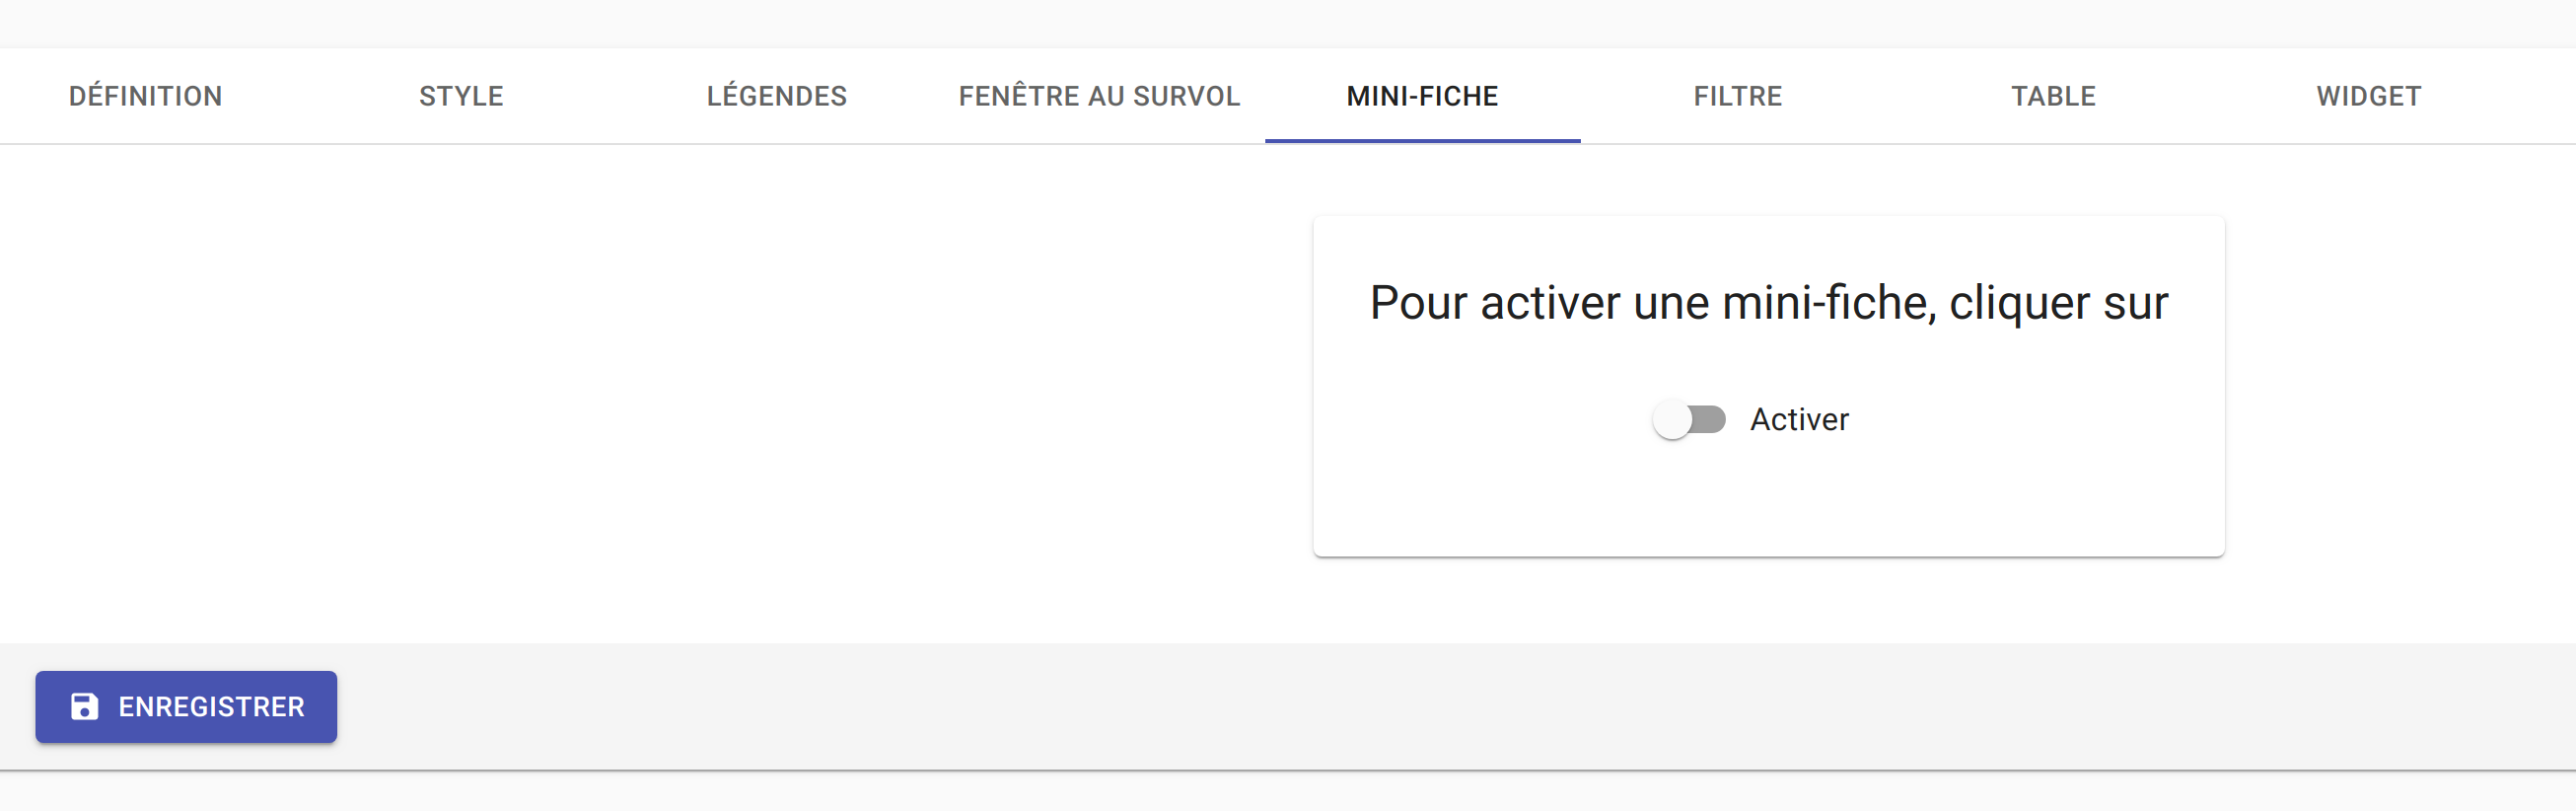 DÉFINITION STYLE LÉGENDES FENÊTRE AU SURVOL MINI-FICHE FILTRE TABLE WIDGET
Pour activer une mini-fiche, cliquer sur
Activer
ENREGISTRER